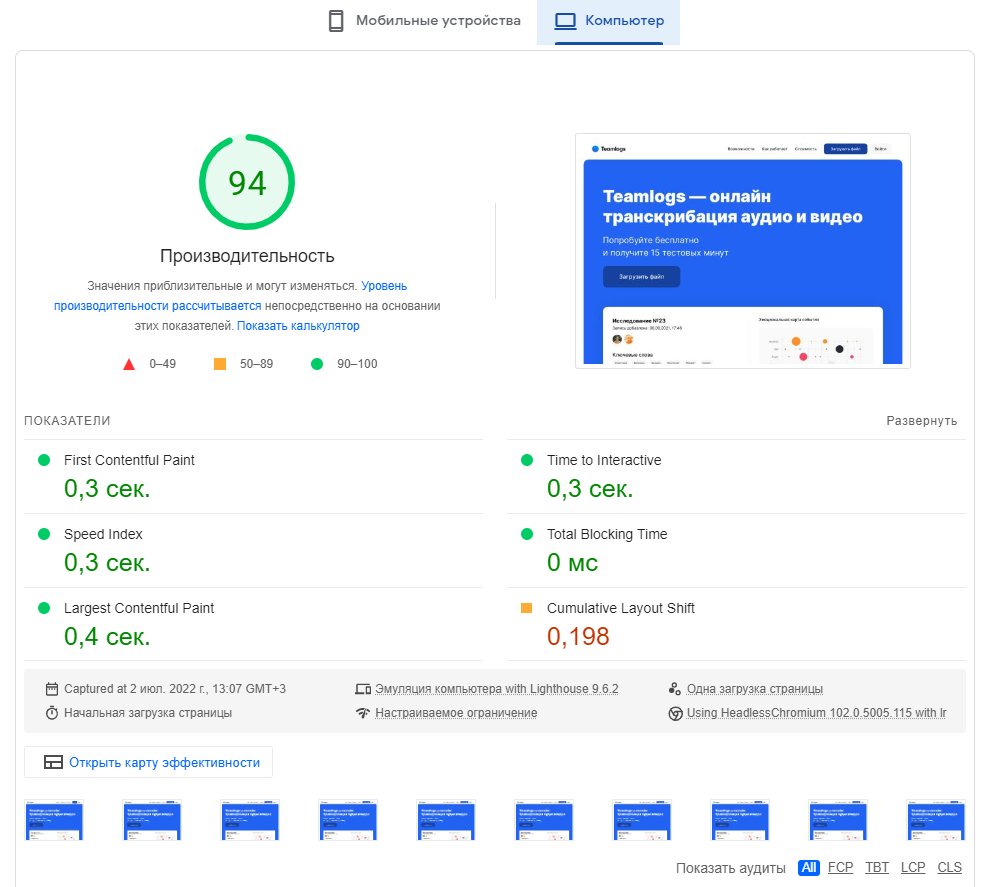 Мобильные устройства
Компьютер
94
Производительность
Значения приблизительные и могут изменяться. Уровень
производительности рассчитывается непосредственно на основании
этих показателей. Показать калькулятор
0–49
50–89
90–100
Teamlogs
Возможности Как работает Стоимость Загрузить файл Войти
Teamlogs — онлайн
транскрибация аудио и видео
Попробуйте бесплатно
и получите 15 тестовых минут
Загрузить файл
Исследование №23
Эмоциональная карта события
Ключевые слова
ПОКАЗАТЕЛИ
Развернуть
First Contentful Paint
0,3 сек.
Time to Interactive
0,3 сек.
Speed Index
0,3 сек.
Total Blocking Time
0 мс
Largest Contentful Paint
0,4 сек.
Cumulative Layout Shift
0,198
Captured at 2 июл. 2022 г., 13:07 GMT+3
Эмуляция компьютера with Lighthouse 9.6.2
Одна загрузка страницы
Начальная загрузка страницы
Настраиваемое ограничение
Using HeadlessChromium 102.0.5005.115 with lr
Открыть карту эффективности
Показать аудиты All FCP TBT LCP CLS